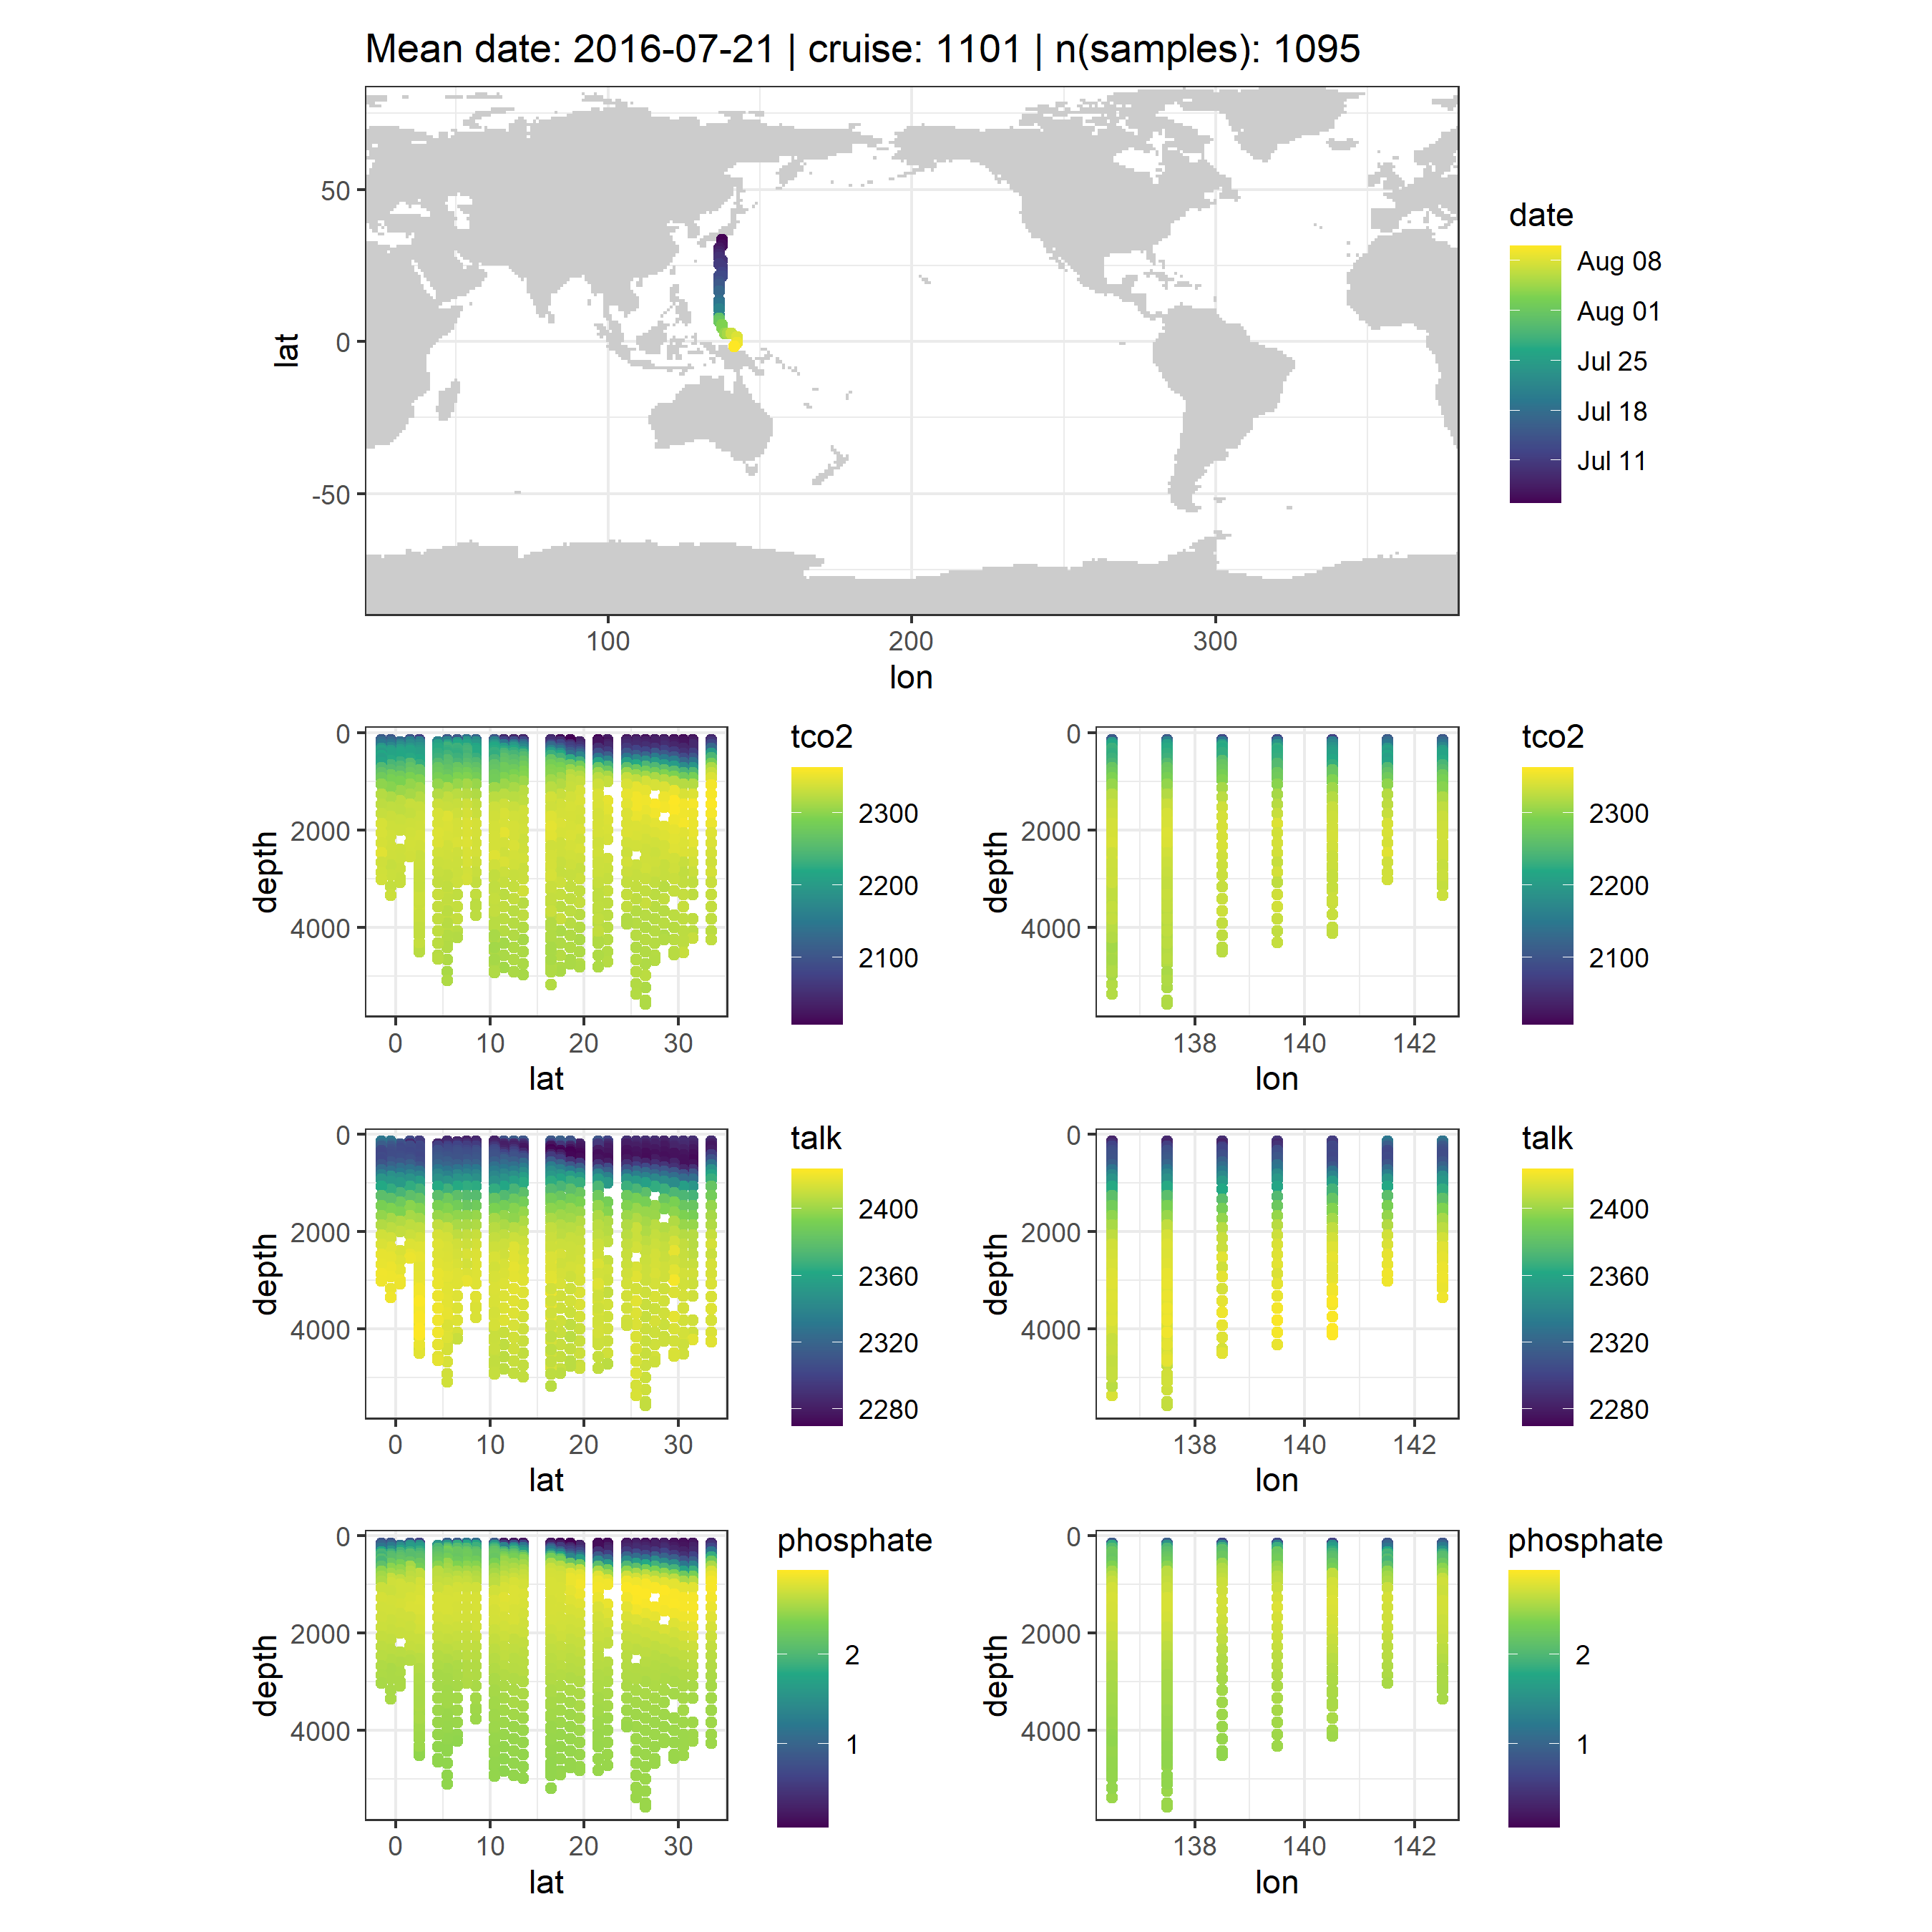 Mean date: 2016-07-21 | cruise: 1101 | n(samples): 1095
50
0
-50
lat
100
200
300
lon
date
Aug 08
Aug 01
Jul 25
Jul 18
Jul 11
0
2000
4000
depth
0
10
20
30
lat
tco2
2300
2200
2100
0
2000
4000
depth
138
140
142
lon
tco2
2300
2200
2100
0
2000
4000
depth
0
10
20
30
lat
talk
2400
2360
2320
2280
0
2000
4000
depth
138
140
142
lon
talk
2400
2360
2320
2280
0
2000
4000
depth
0
10
20
30
lat
phosphate
2
1
0
2000
4000
depth
138
140
142
lon
phosphate
2
1